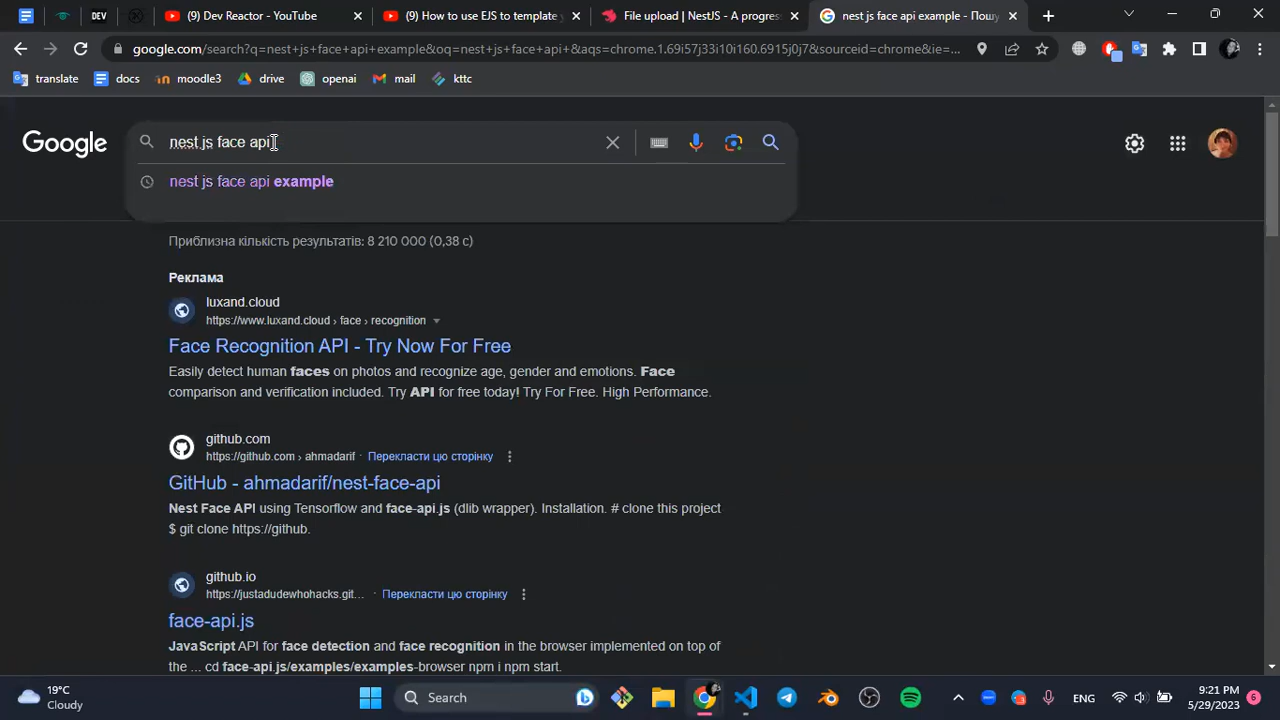 (9) Dev Reactor - YouTube
(9) How to use EJS to template y
File upload | NestJS - A progres
nest js face api example - Пошу
google.com/search?q=nest+js+face+api+example&oq=nest+js+face+api+&aqs=chrome.1.69i57j33i10i160.6915j0j7&sourceid=chrome&ie=...
translate
docs
moodle3
drive
openai
mail
kttc
DEV
Google
nest js face api
nest js face api example
Приблизна кількість результатів: 8 210 000 (0,38 с)
Реклама
luxand.cloud
https://www.luxand.cloud › face › recognition
Face Recognition API - Try Now For Free
Easily detect human faces on photos and recognize age, gender and emotions. Face
comparison and verification included. Try API for free today! Try For Free. High Performance.
github.com
https://github.com › ahmadarif · Перекласти цю сторінку
GitHub - ahmadarif/nest-face-api
Nest Face API using Tensorflow and face-api.js (dlib wrapper). Installation. # clone this project
$ git clone https://github.
github.io
https://justadudewhohacks.git... · Перекласти цю сторінку
face-api.js
JavaScript API for face detection and face recognition in the browser implemented on top of
the ... cd face-api.js/examples/examples-browser npm i npm start.
19°C
Cloudy
Search
ENG
9:21 PM
5/29/2023
6